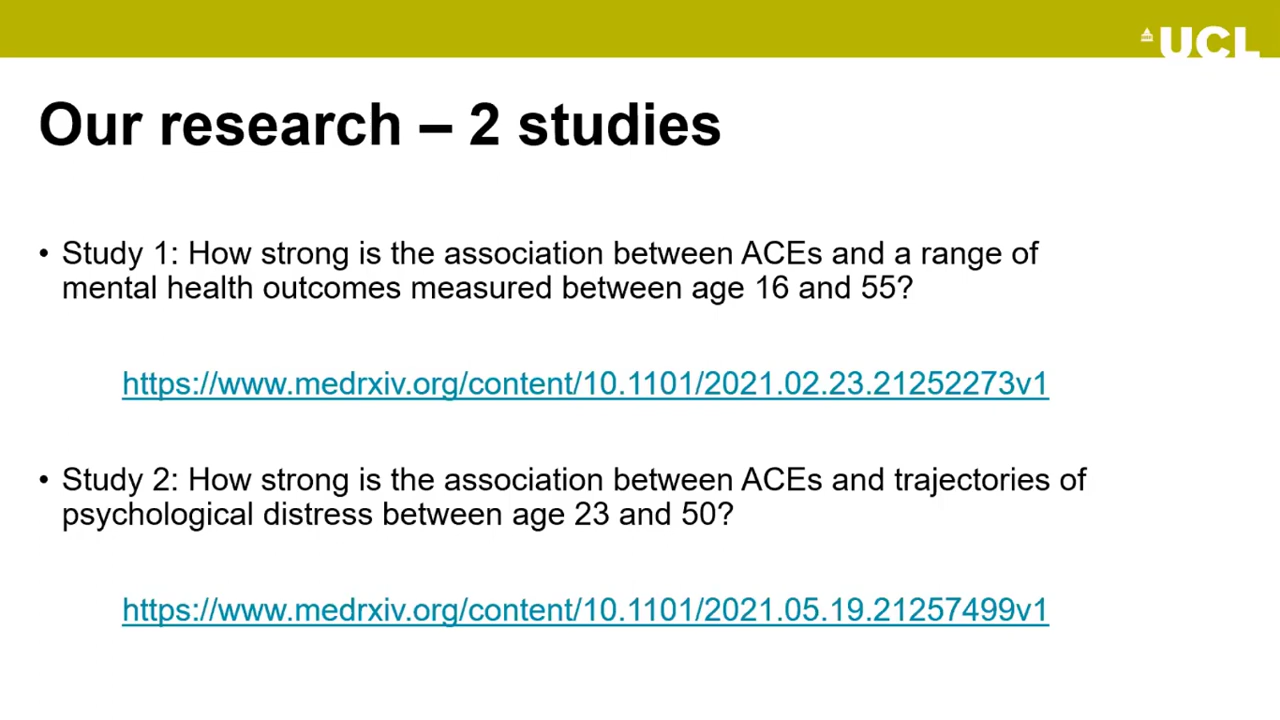 UCL
Our research – 2 studies
• Study 1: How strong is the association between ACEs and a range of
mental health outcomes measured between age 16 and 55?
https://www.medrxiv.org/content/10.1101/2021.02.23.21252273v1
• Study 2: How strong is the association between ACEs and trajectories of
psychological distress between age 23 and 50?
https://www.medrxiv.org/content/10.1101/2021.05.19.21257499v1